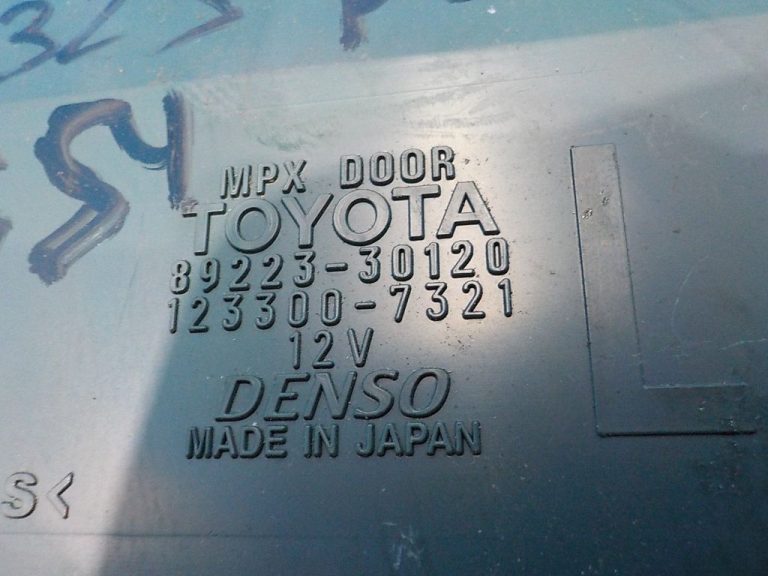 MPX DOOR
TOYOTA
89223-30120
123300-7321
12V
DENSO
MADE IN JAPAN
L
S<